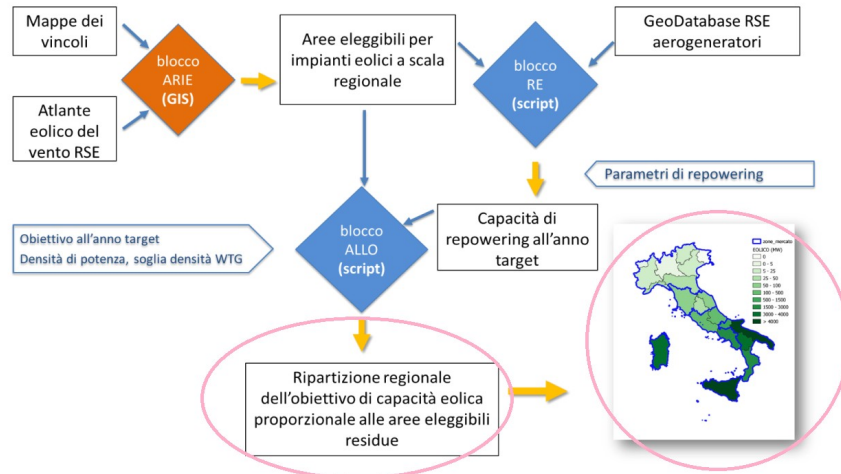 Mappe dei
vincoli
Atlante
eolico del
vento RSE
blocco
ARIE
(GIS)
Aree eleggibili per
impianti eolici a scala
regionale
blocco
RE
(script)
GeoDatabase RSE
aerogeneratori
Parametri di repowering
Capacità di
repowering all'anno
target
Obiettivo all'anno target
Densità di potenza, soglia densità WTG
blocco
ALLO
(script)
Ripartizione regionale
dell'obiettivo di capacità eolica
proporzionale alle aree eleggibili
residue
zone_mercato
EOLICO (MW)
0
0 - 5
5 - 25
25 - 50
50 - 100
100 - 500
500 - 1500
1500 - 3000
3000 - 4000
> 4000